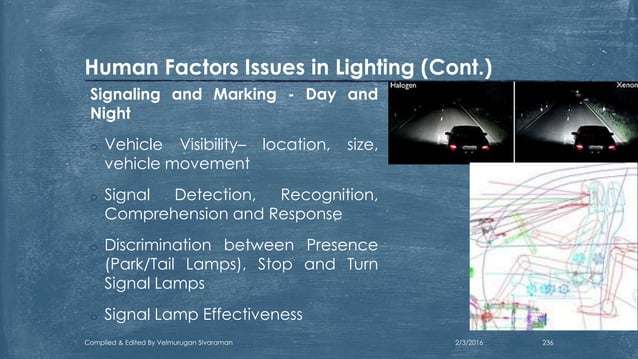 Human Factors Issues in Lighting (Cont.)
Signaling and Marking - Day and
Night
Vehicle Visibility– location, size,
vehicle movement
Signal Detection, Recognition,
Comprehension and Response
Discrimination between Presence
(Park/Tail Lamps), Stop and Turn
Signal Lamps
Signal Lamp Effectiveness
Halogen
Xenon
Compiled & Edited By Velmurugan Sivaraman
2/3/2016
236